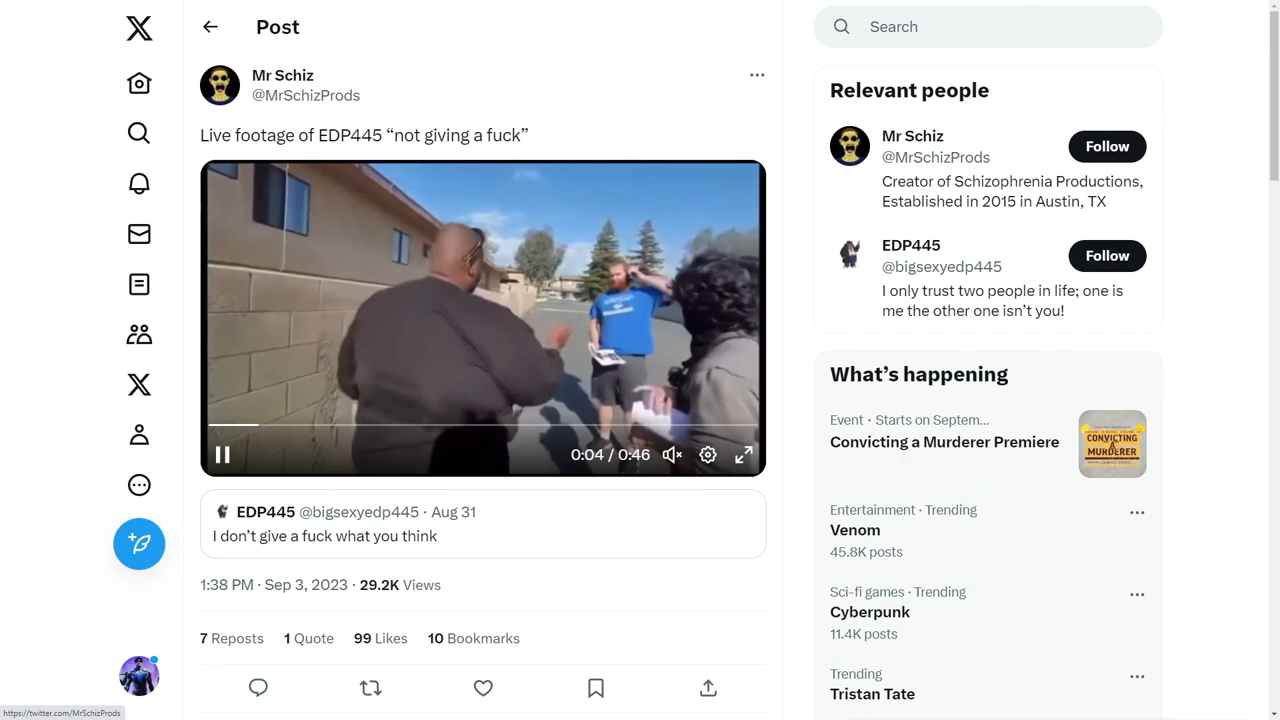 Post
Mr Schiz
@MrSchizProds
Live footage of EDP445 “not giving a fuck”
0:04 / 0:46
EDP445 @bigsexyedp445 · Aug 31
I don’t give a fuck what you think
1:38 PM · Sep 3, 2023 · 29.2K Views
7 Reposts 1 Quote 99 Likes 10 Bookmarks
https://twitter.com/MrSchizProds
Search
Relevant people
Mr Schiz
@MrSchizProds
Follow
Creator of Schizophrenia Productions,
Established in 2015 in Austin, TX
EDP445
@bigsexyedp445
Follow
I only trust two people in life; one is
me the other one isn’t you!
What’s happening
Event · Starts on Septem...
Convicting a Murderer Premiere
CONVICTING
A
MURDERER
Entertainment · Trending
Venom
45.8K posts
Sci-fi games · Trending
Cyberpunk
11.4K posts
Trending
Tristan Tate